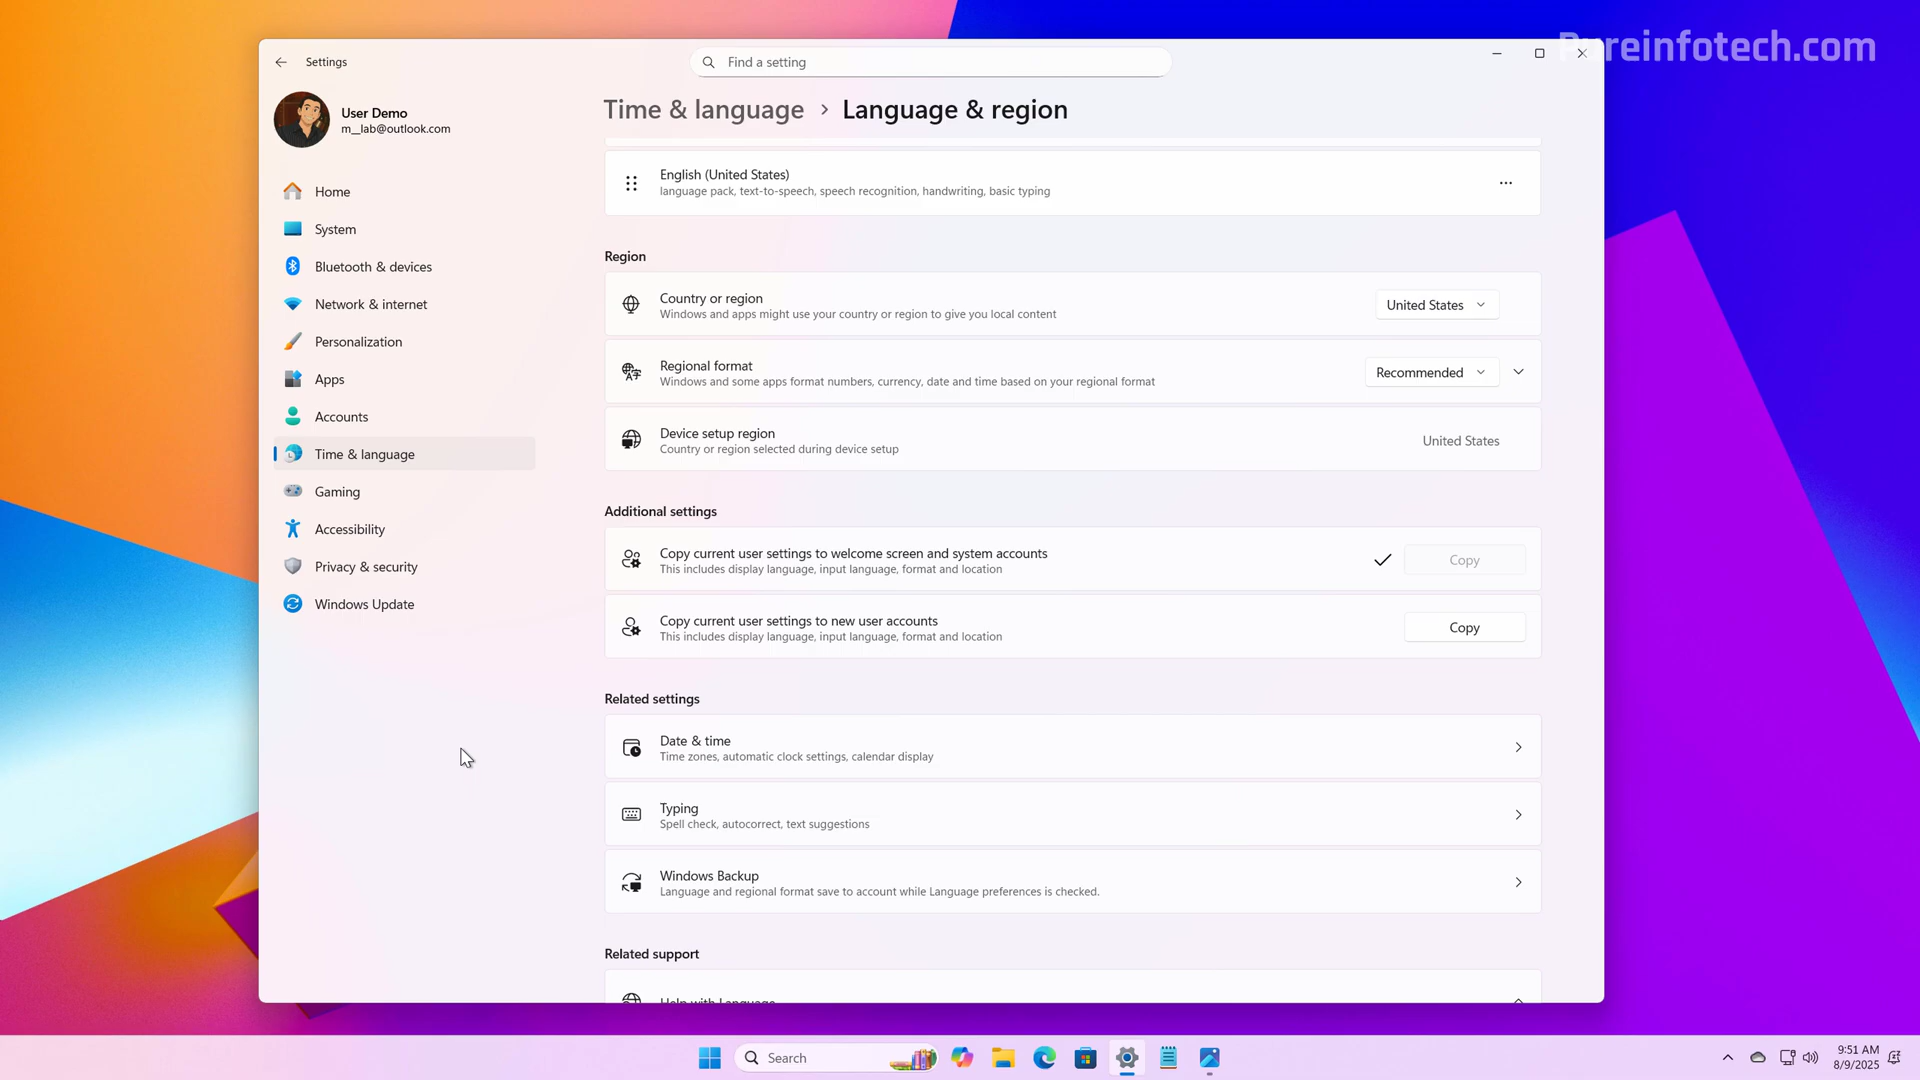 Pureinfotech.com
Settings
Find a setting
User Demo
m__lab@outlook.com
Time & language > Language & region
Home
System
Bluetooth & devices
Network & internet
Personalization
Apps
Accounts
Time & language
Gaming
Accessibility
Privacy & security
Windows Update
English (United States)
language pack, text-to-speech, speech recognition, handwriting, basic typing
Region
Country or region
Windows and apps might use your country or region to give you local content
United States
Regional format
Windows and some apps format numbers, currency, date and time based on your regional format
Recommended
Device setup region
Country or region selected during device setup
United States
Additional settings
Copy current user settings to welcome screen and system accounts
This includes display language, input language, format and location
Copy
Copy current user settings to new user accounts
This includes display language, input language, format and location
Copy
Related settings
Date & time
Time zones, automatic clock settings, calendar display
Typing
Spell check, autocorrect, text suggestions
Windows Backup
Language and regional format save to account while Language preferences is checked.
Related support
Help with Language
Search
9:51 AM
8/9/2025